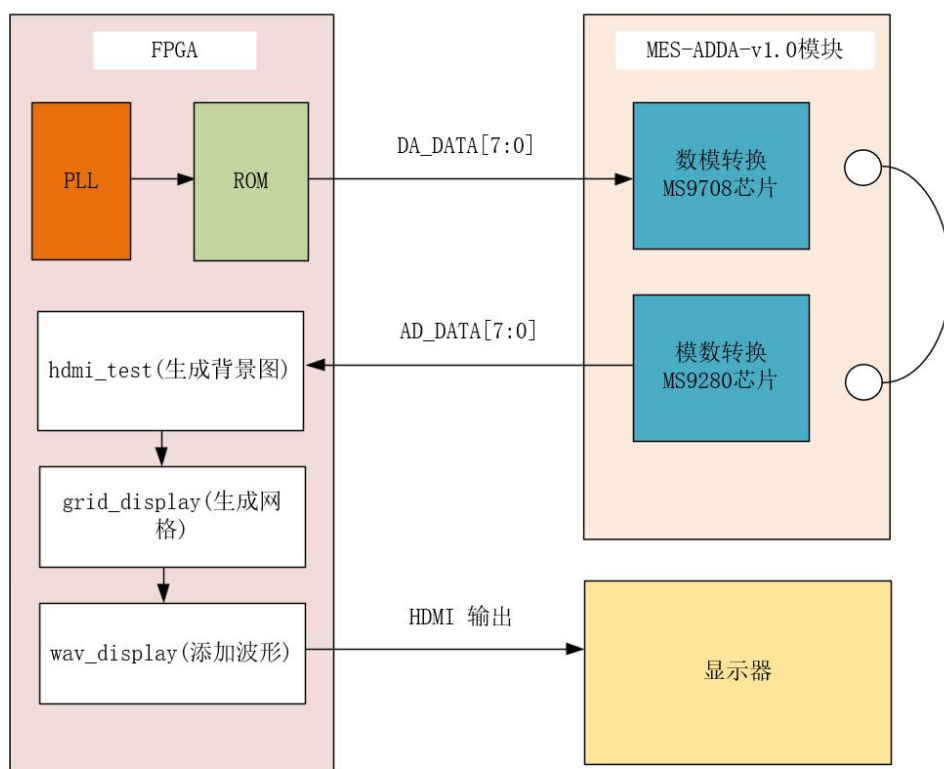 FPGA
MES-ADDA-v1.0模块
PLL
ROM
DA_DATA[7:0]
数模转换
MS9708芯片
AD_DATA[7:0]
模数转换
MS9280芯片
hdmi_test(生成背景图)
grid_display(生成网
格)
wav_display(添加波形)
HDMI 输出
显示器